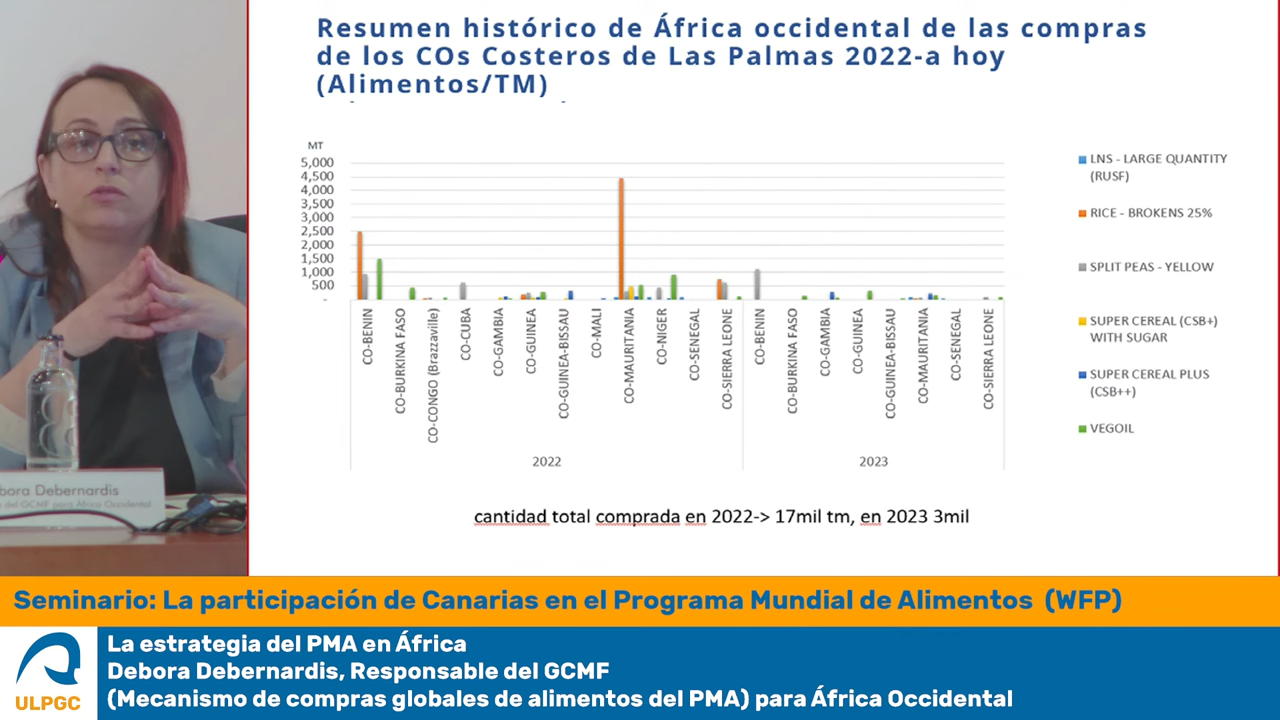 Resumen histórico de África occidental de las compras
de los COs Costeros de Las Palmas 2022-a hoy
(Alimentos/TM)
MT
5,000
4,500
4,000
3,500
3,000
2,500
2,000
1,500
1,000
500
-
CO-BENIN
CO-BURKINA FASO
CO-CONGO (Brazzaville)
CO-CUBA
CO-GAMBIA
CO-GUINEA
CO-GUINEA-BISSAU
CO-MALI
CO-MAURITANIA
CO-NIGER
CO-SENEGAL
CO-SIERRA LEONE
CO-BENIN
CO-BURKINA FASO
CO-GAMBIA
CO-GUINEA
CO-GUINEA-BISSAU
CO-MAURITANIA
CO-SENEGAL
CO-SIERRA LEONE
2022
2023
LNS - LARGE QUANTITY
(RUSF)
RICE - BROKENS 25%
SPLIT PEAS - YELLOW
SUPER CEREAL (CSB+)
WITH SUGAR
SUPER CEREAL PLUS
(CSB++)
VEGOIL
cantidad total comprada en 2022-> 17mil tm, en 2023 3mil
bora Debernardis
del GCMF para África Occidental
Seminario: La participación de Canarias en el Programa Mundial de Alimentos (WFP)
ULPGC
La estrategia del PMA en África
Debora Debernardis, Responsable del GCMF
(Mecanismo de compras globales de alimentos del PMA) para África Occidental